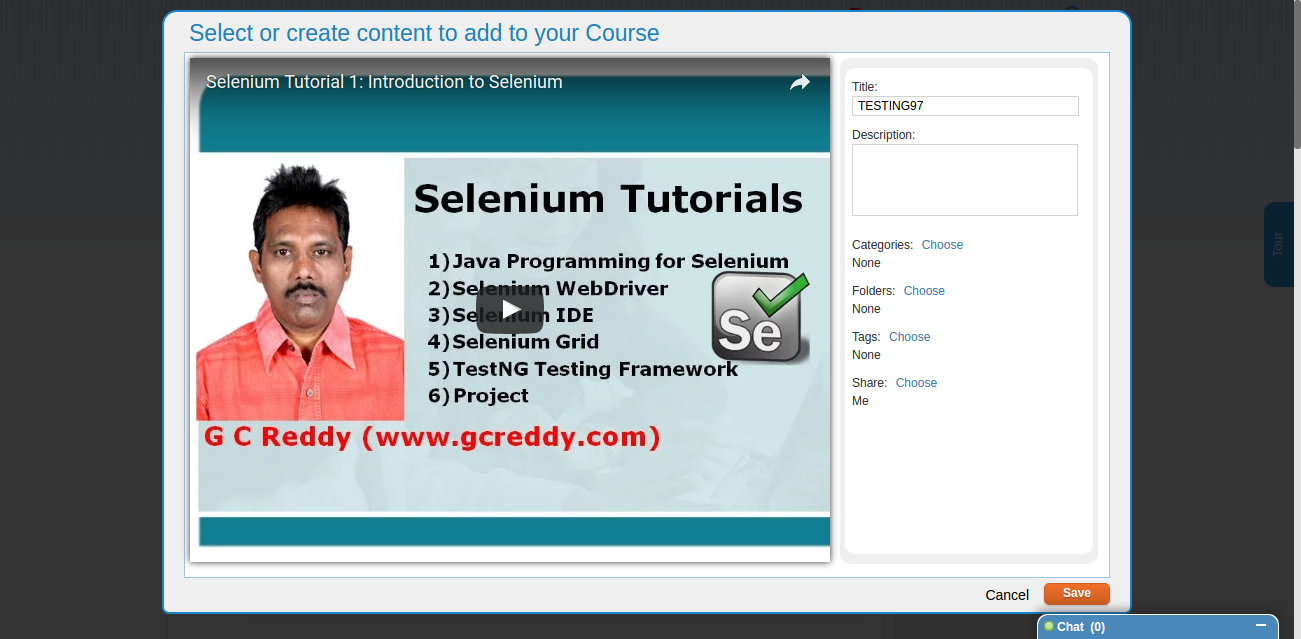 Select or create content to add to your Course
Selenium Tutorial 1: Introduction to Selenium
Selenium Tutorials
1)Java Programming for Selenium
2)Selenium WebDriver
3)Selenium IDE
4)Selenium Grid
5)TestNG Testing Framework
6)Project
Se
G C Reddy (www.gcreddy.com)
Title:
TESTING97
Description:
Categories: Choose
None
Folders: Choose
None
Tags: Choose
None
Share: Choose
Me
Tour
Cancel Save
Chat (0)